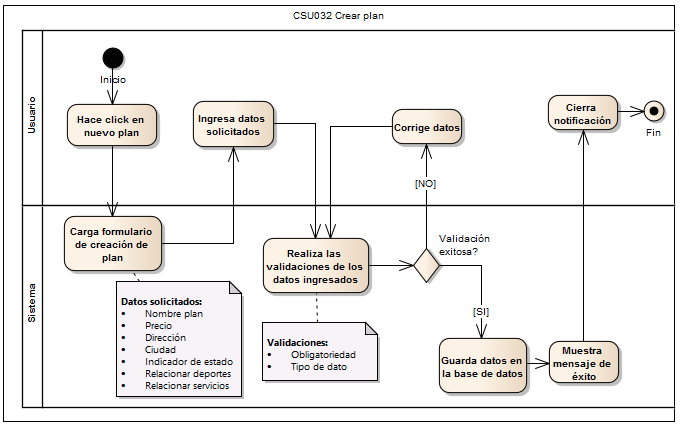 CSU032 Crear plan
Usuario
Inicio
Hace click en
nuevo plan
Ingresa datos
solicitados
Corrige datos
Cierra
notificación
Fin
[NO]
Sistema
Carga formulario
de creación de
plan
Realiza las
validaciones de los
datos ingresados
Validación
exitosa?
[SI]
Datos solicitados:
• Nombre plan
• Precio
• Dirección
• Ciudad
• Indicador de estado
• Relacionar deportes
• Relacionar servicios
Validaciones:
• Obligatoriedad
• Tipo de dato
Guarda datos en
la base de datos
Muestra
mensaje de
éxito